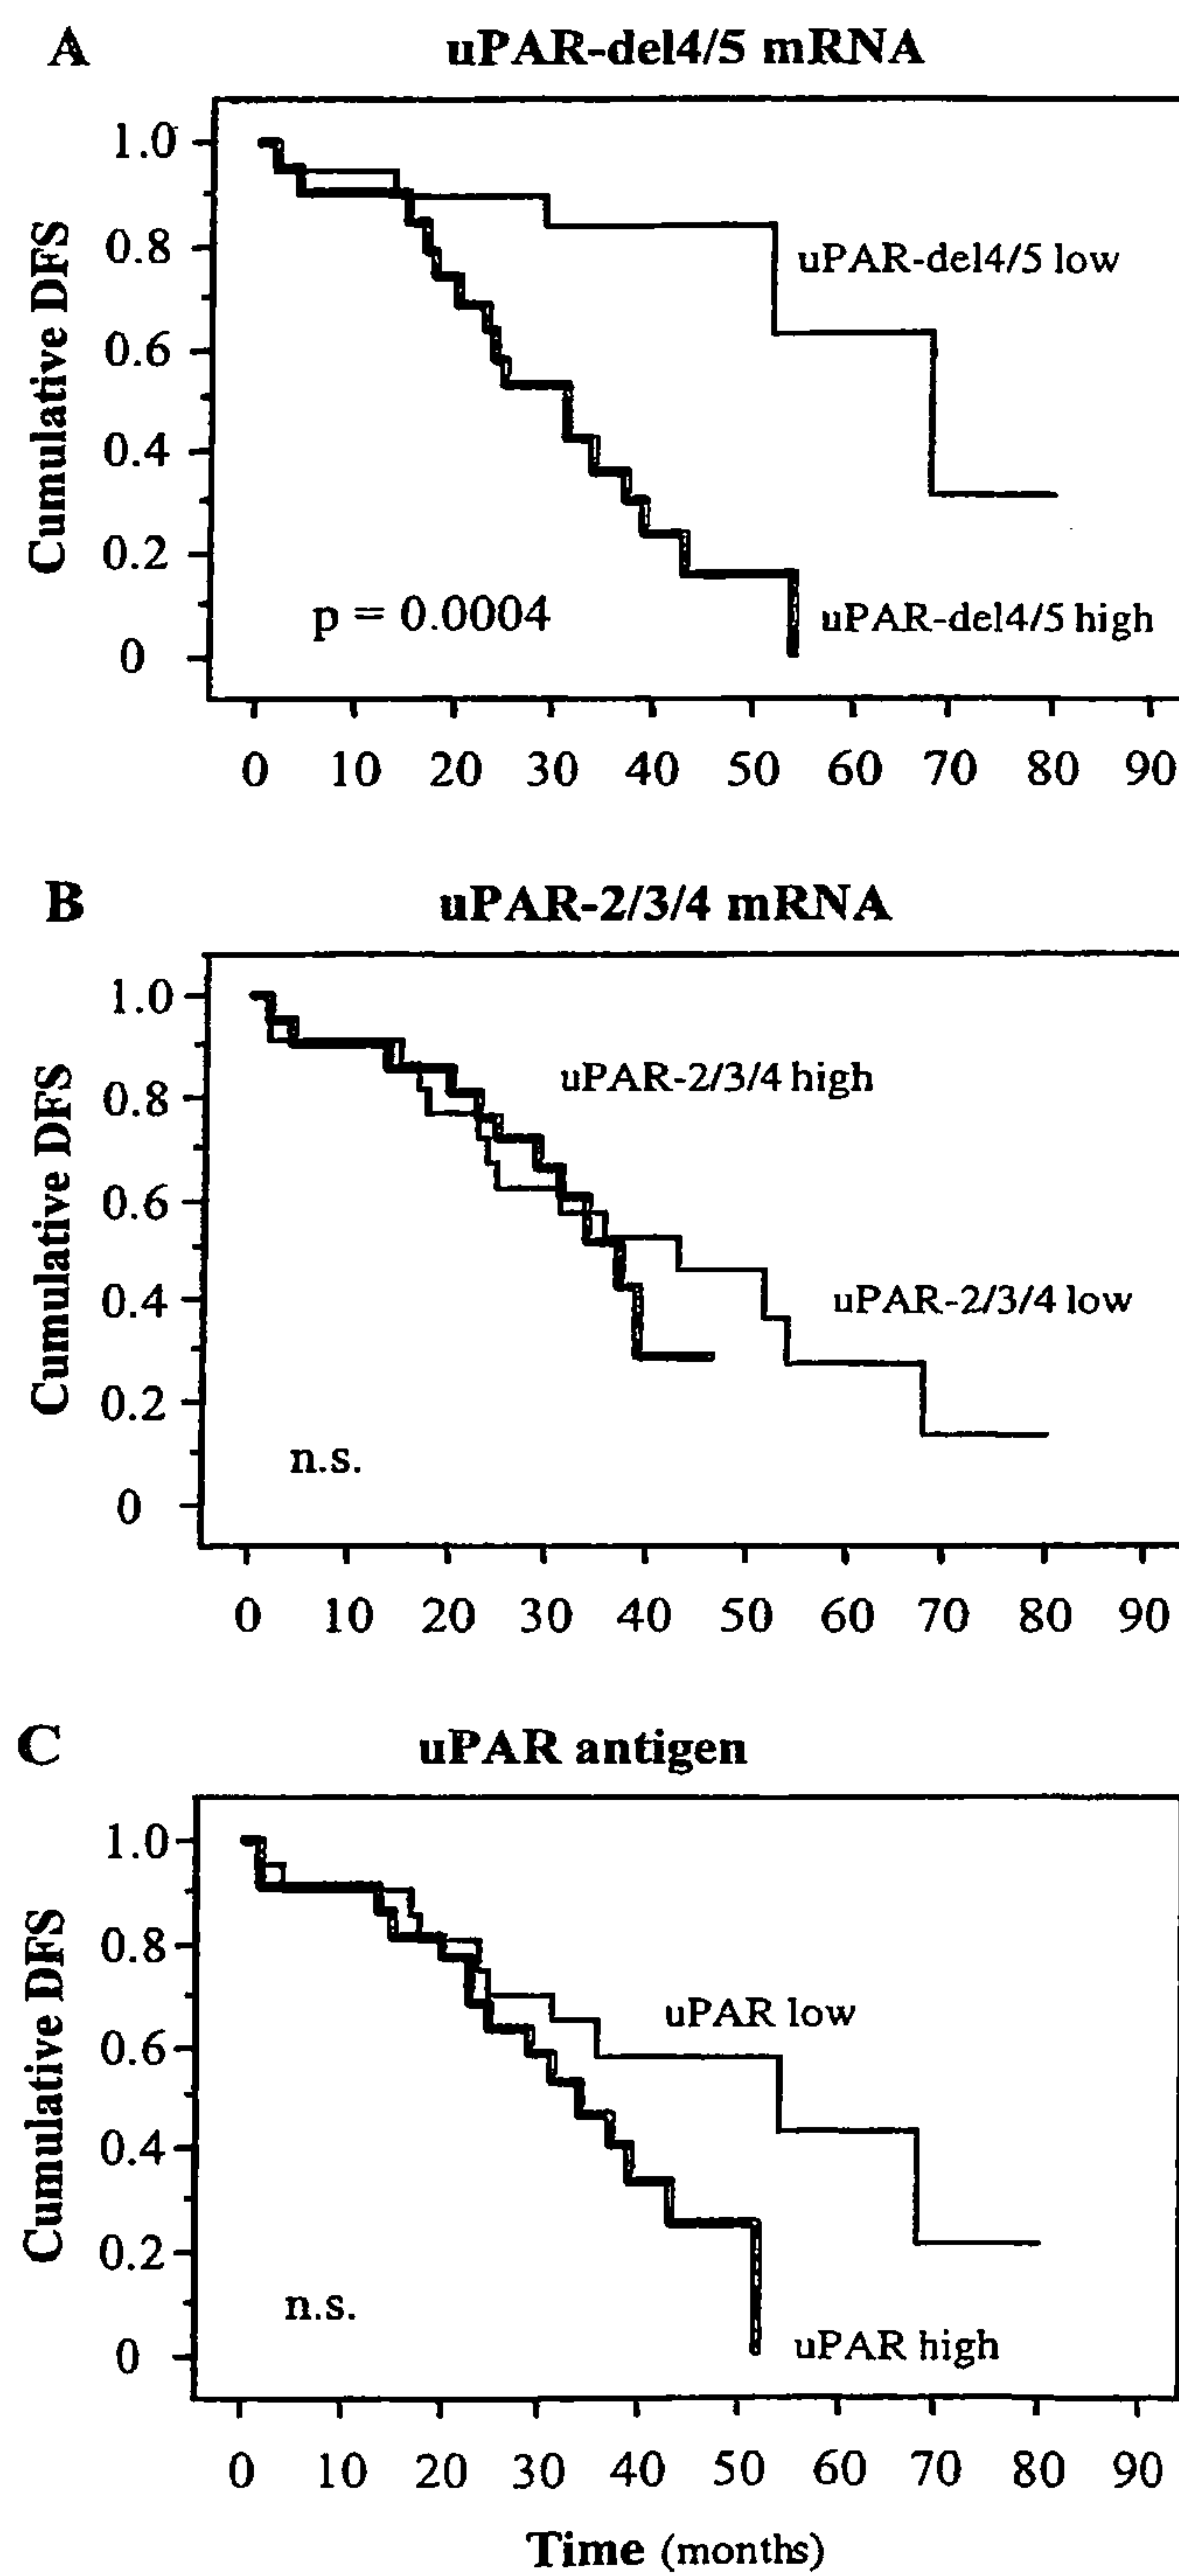 A uPAR-del4/5 mRNA
Cumulative DFS
1.0
0.8
0.6
0.4
0.2
0
uPAR-del4/5 low
uPAR-del4/5 high
p = 0.0004
0 10 20 30 40 50 60 70 80 90
B uPAR-2/3/4 mRNA
Cumulative DFS
1.0
0.8
0.6
0.4
0.2
0
uPAR-2/3/4 high
uPAR-2/3/4 low
n.s.
0 10 20 30 40 50 60 70 80 90
C uPAR antigen
Cumulative DFS
1.0
0.8
0.6
0.4
0.2
0
uPAR low
n.s.
uPAR high
0 10 20 30 40 50 60 70 80 90
Time (months)